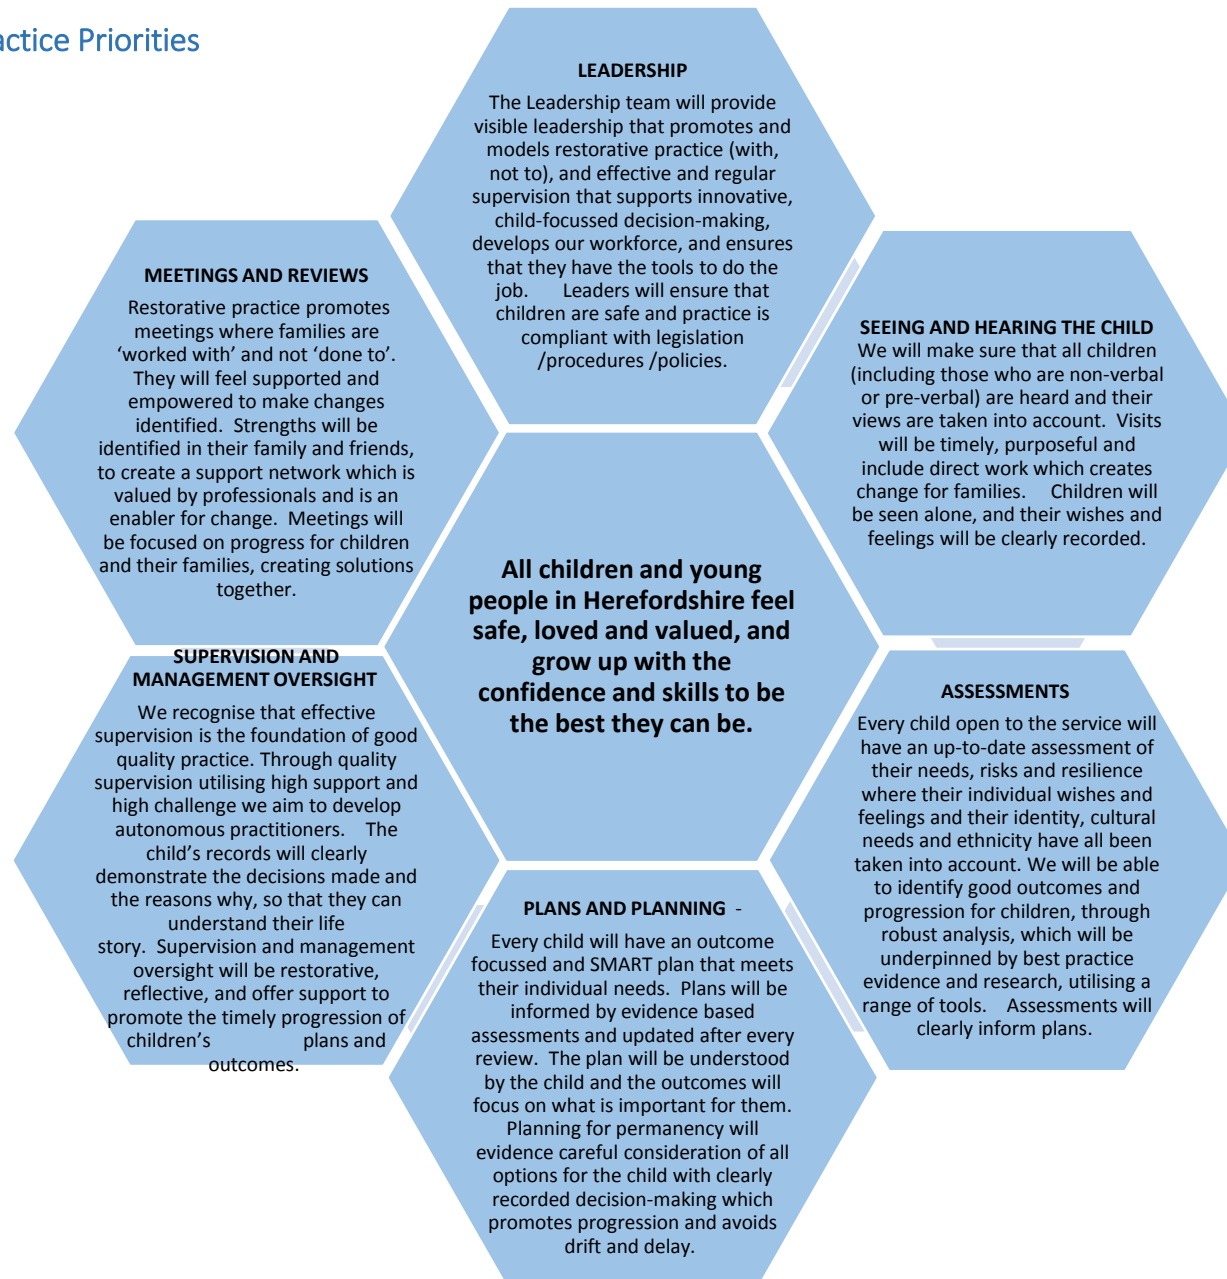 actice Priorities
LEADERSHIP
The Leadership team will provide
visible leadership that promotes and
models restorative practice (with,
not to), and effective and regular
supervision that supports innovative,
child-focussed decision-making,
develops our workforce, and ensures
that they have the tools to do the
job. Leaders will ensure that
children are safe and practice is
compliant with legislation
/procedures /policies.
MEETINGS AND REVIEWS
Restorative practice promotes
meetings where families are
‘worked with’ and not ‘done to’.
They will feel supported and
empowered to make changes
identified. Strengths will be
identified in their family and friends,
to create a support network which is
valued by professionals and is an
enabler for change. Meetings will
be focused on progress for children
and their families, creating solutions
together.
SEEING AND HEARING THE CHILD
We will make sure that all children
(including those who are non-verbal
or pre-verbal) are heard and their
views are taken into account. Visits
will be timely, purposeful and
include direct work which creates
change for families. Children will
be seen alone, and their wishes and
feelings will be clearly recorded.
All children and young
people in Herefordshire feel
safe, loved and valued, and
grow up with the
confidence and skills to be
the best they can be.
SUPERVISION AND
MANAGEMENT OVERSIGHT
We recognise that effective
supervision is the foundation of good
quality practice. Through quality
supervision utilising high support and
high challenge we aim to develop
autonomous practitioners. The
child’s records will clearly
demonstrate the decisions made and
the reasons why, so that they can
understand their life
story. Supervision and management
oversight will be restorative,
reflective, and offer support to
promote the timely progression of
children’s plans and
outcomes.
ASSESSMENTS
Every child open to the service will
have an up-to-date assessment of
their needs, risks and resilience
where their individual wishes and
feelings and their identity, cultural
needs and ethnicity have all been
taken into account. We will be able
to identify good outcomes and
progression for children, through
robust analysis, which will be
underpinned by best practice
evidence and research, utilising a
range of tools. Assessments will
clearly inform plans.
PLANS AND PLANNING -
Every child will have an outcome
focussed and SMART plan that meets
their individual needs. Plans will be
informed by evidence based
assessments and updated after every
review. The plan will be understood
by the child and the outcomes will
focus on what is important for them.
Planning for permanency will
evidence careful consideration of all
options for the child with clearly
recorded decision-making which
promotes progression and avoids
drift and delay.